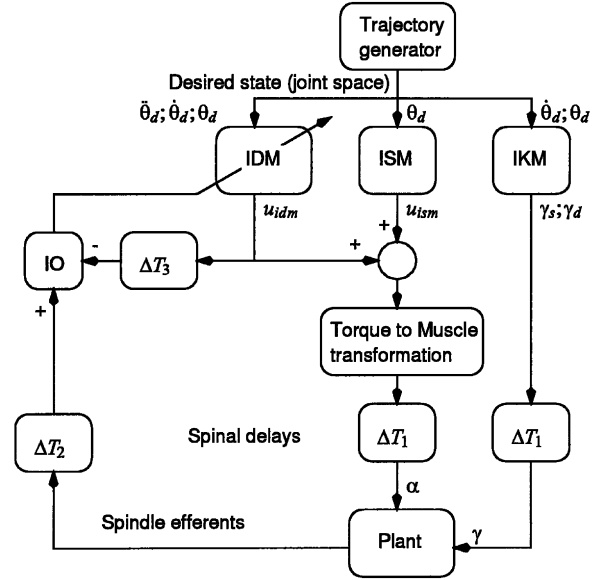 Trajectory
generator
Desired state (joint space)
θ̈d; θ̇d; θd
θd
θ̇d; θd
IDM
ISM
IKM
uidm
uism
γs; γd
+
+
-
IO
ΔT3
+
Torque to Muscle
transformation
ΔT2
Spinal delays
ΔT1
ΔT1
α
Spindle efferents
Plant
γ